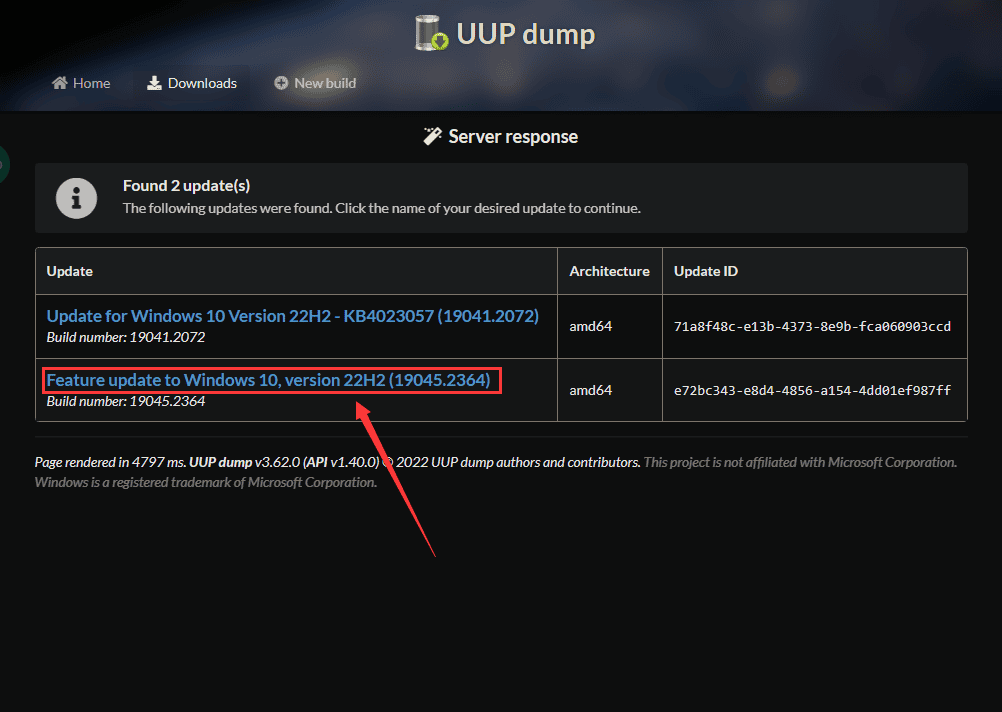 UUP dump
Home
Downloads
New build
Server response
Found 2 update(s)
The following updates were found. Click the name of your desired update to continue.
Update Architecture Update ID
Update for Windows 10 Version 22H2 - KB4023057 (19041.2072)
Build number: 19041.2072
amd64
71a8f48c-e13b-4373-8e9b-fca060903ccd
Feature update to Windows 10, version 22H2 (19045.2364)
Build number: 19045.2364
amd64
e72bc343-e8d4-4856-a154-4dd01ef987ff
Page rendered in 4797 ms. UUP dump v3.62.0 (API v1.40.0) © 2022 UUP dump authors and contributors. This project is not affiliated with Microsoft Corporation.
Windows is a registered trademark of Microsoft Corporation.